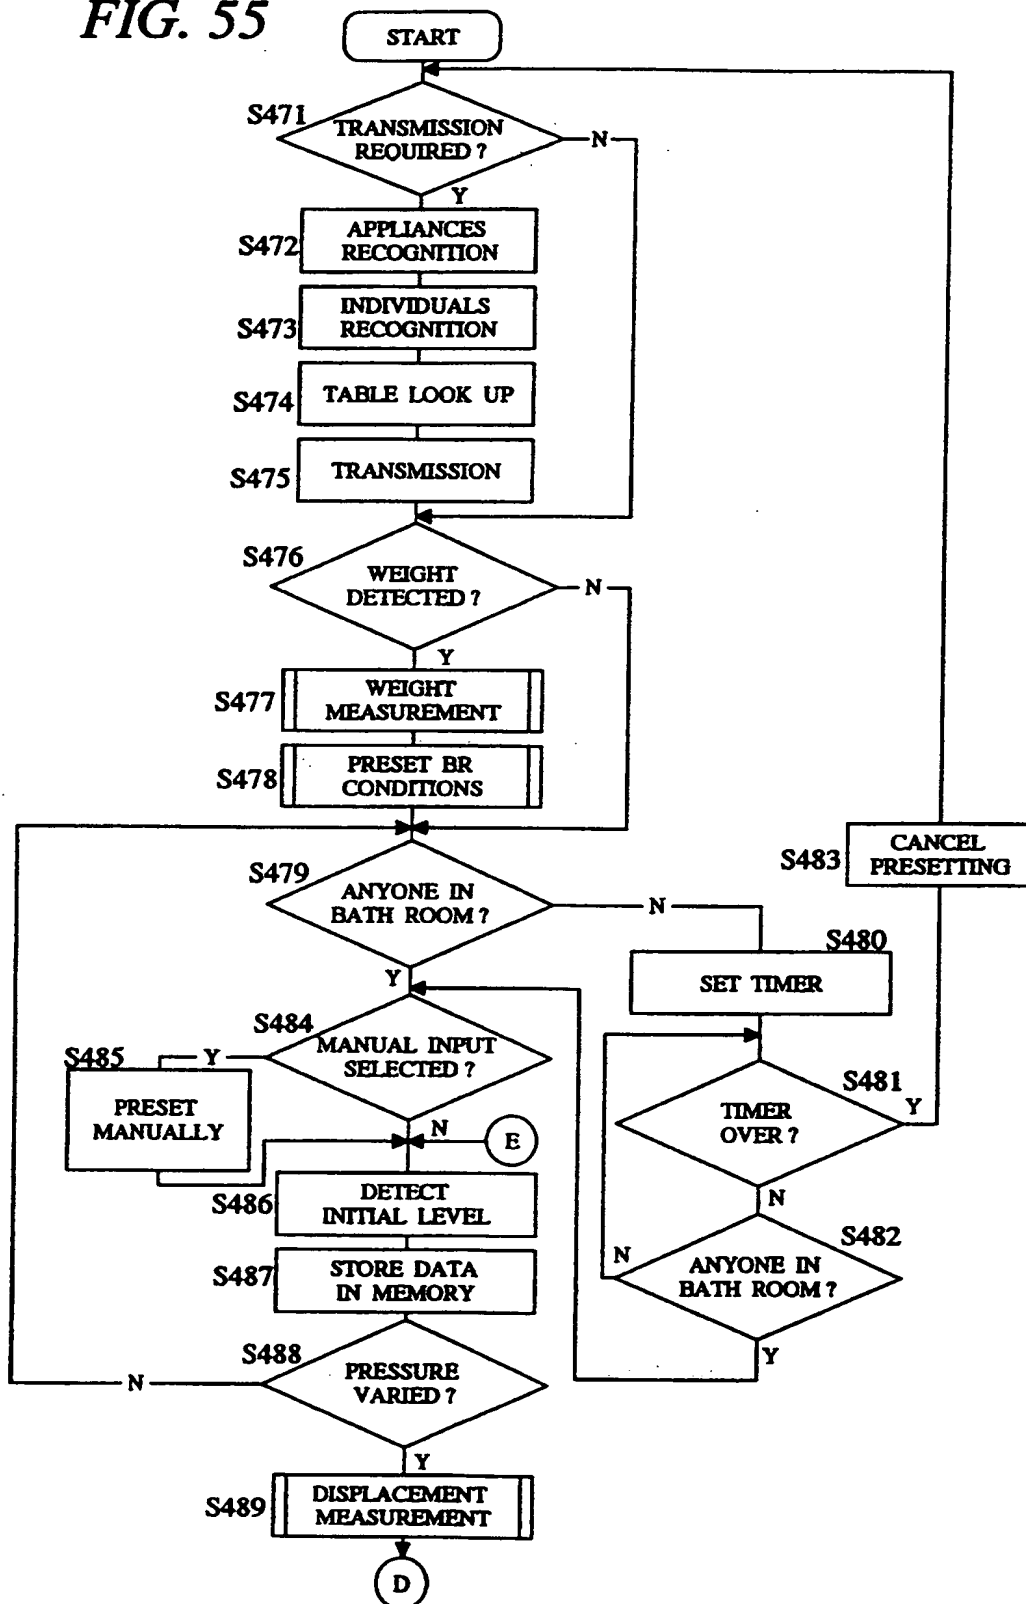 FIG. 55
START
S471
TRANSMISSION
REQUIRED ?
N
Y
S472
APPLIANCES
RECOGNITION
S473
INDIVIDUALS
RECOGNITION
S474
TABLE LOOK UP
S475
TRANSMISSION
S476
WEIGHT
DETECTED ?
N
Y
S477
WEIGHT
MEASUREMENT
S478
PRESET BR
CONDITIONS
S483
CANCEL
PRESETTING
S479
ANYONE IN
BATH ROOM ?
N
Y
S480
SET TIMER
S484
MANUAL INPUT
SELECTED ?
Y
N
S485
PRESET
MANUALLY
E
S481
TIMER
OVER ?
Y
N
S486
DETECT
INITIAL LEVEL
S482
ANYONE IN
BATH ROOM ?
N
Y
S487
STORE DATA
IN MEMORY
S488
PRESSURE
VARIED ?
N
Y
S489
DISPLACEMENT
MEASUREMENT
D